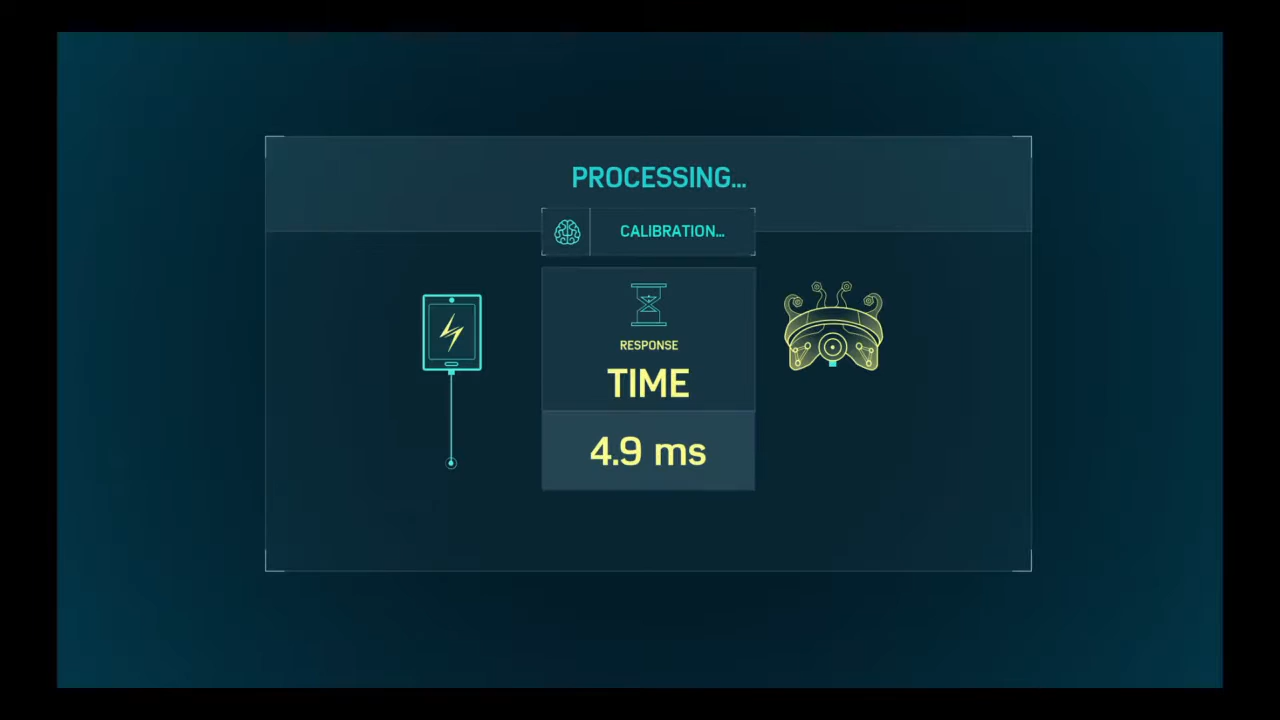 PROCESSING...
CALIBRATION...
RESPONSE
TIME
4.9 ms